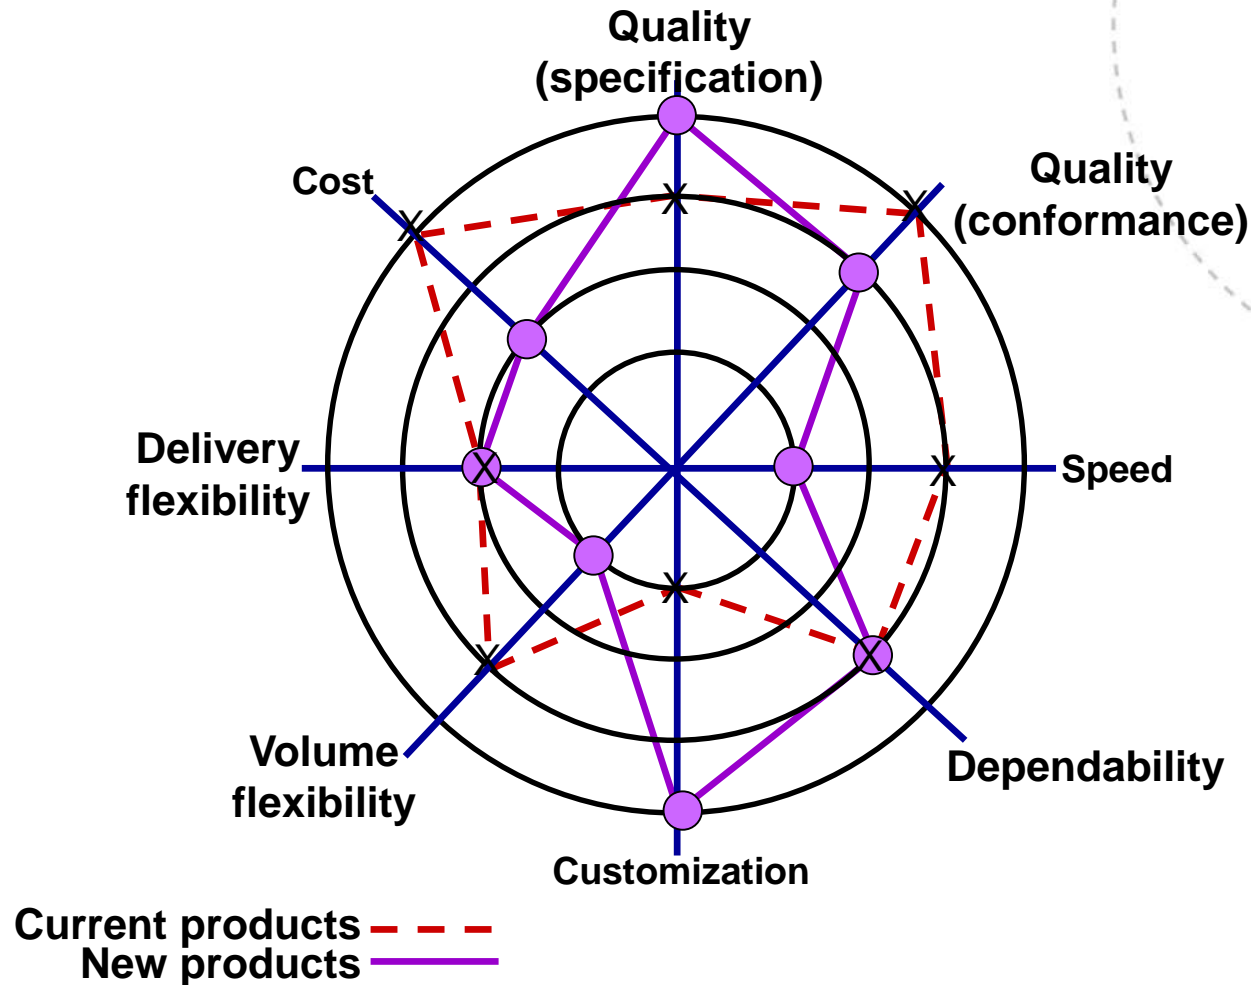 Quality
(specification)
Cost
Quality
(conformance)
X
X
X
Delivery
flexibility
X
X
Speed
X
X
X
Volume
flexibility
Dependability
Customization
Current products
New products